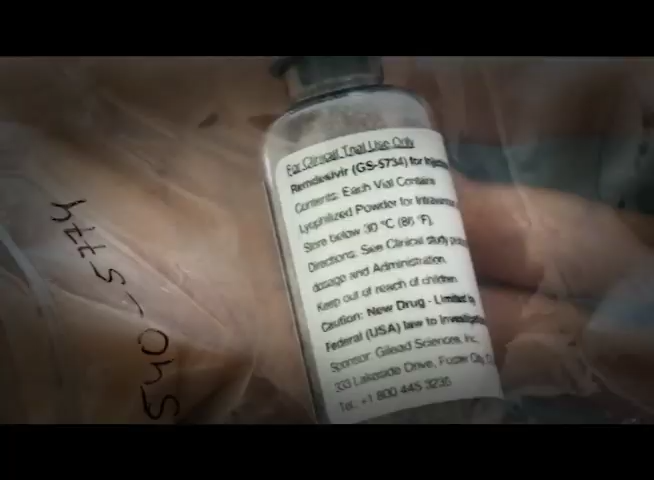 For Clinical Trial Use Only
Remdesivir (GS-5734) for Injection
Contents: Each Vial Contains
Lyophilized Powder for Intravenous
Store below 30 °C (86 °F).
Directions: See Clinical study
dosage and Administration.
Keep out of reach of children.
Caution: New Drug - Limited by
Federal (USA) law to Investigation
Sponsor: Gilead Sciences, Inc.
333 Lakeside Drive, Foster City, C
Tel.: +1 800 445 3235